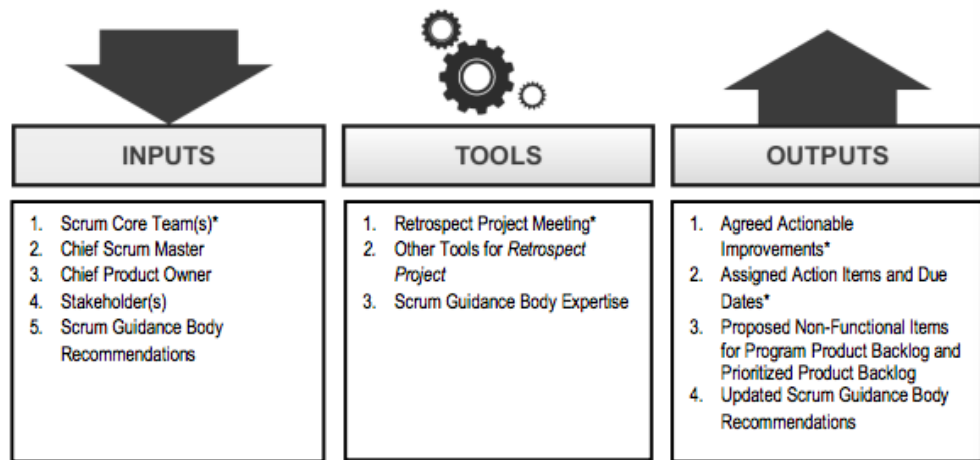 INPUTS
1. Scrum Core Team(s)*
2. Chief Scrum Master
3. Chief Product Owner
4. Stakeholder(s)
5. Scrum Guidance Body
Recommendations
TOOLS
1. Retrospect Project Meeting*
2. Other Tools for Retrospect
Project
3. Scrum Guidance Body Expertise
OUTPUTS
1. Agreed Actionable
Improvements*
2. Assigned Action Items and Due
Dates*
3. Proposed Non-Functional Items
for Program Product Backlog and
Prioritized Product Backlog
4. Updated Scrum Guidance Body
Recommendations